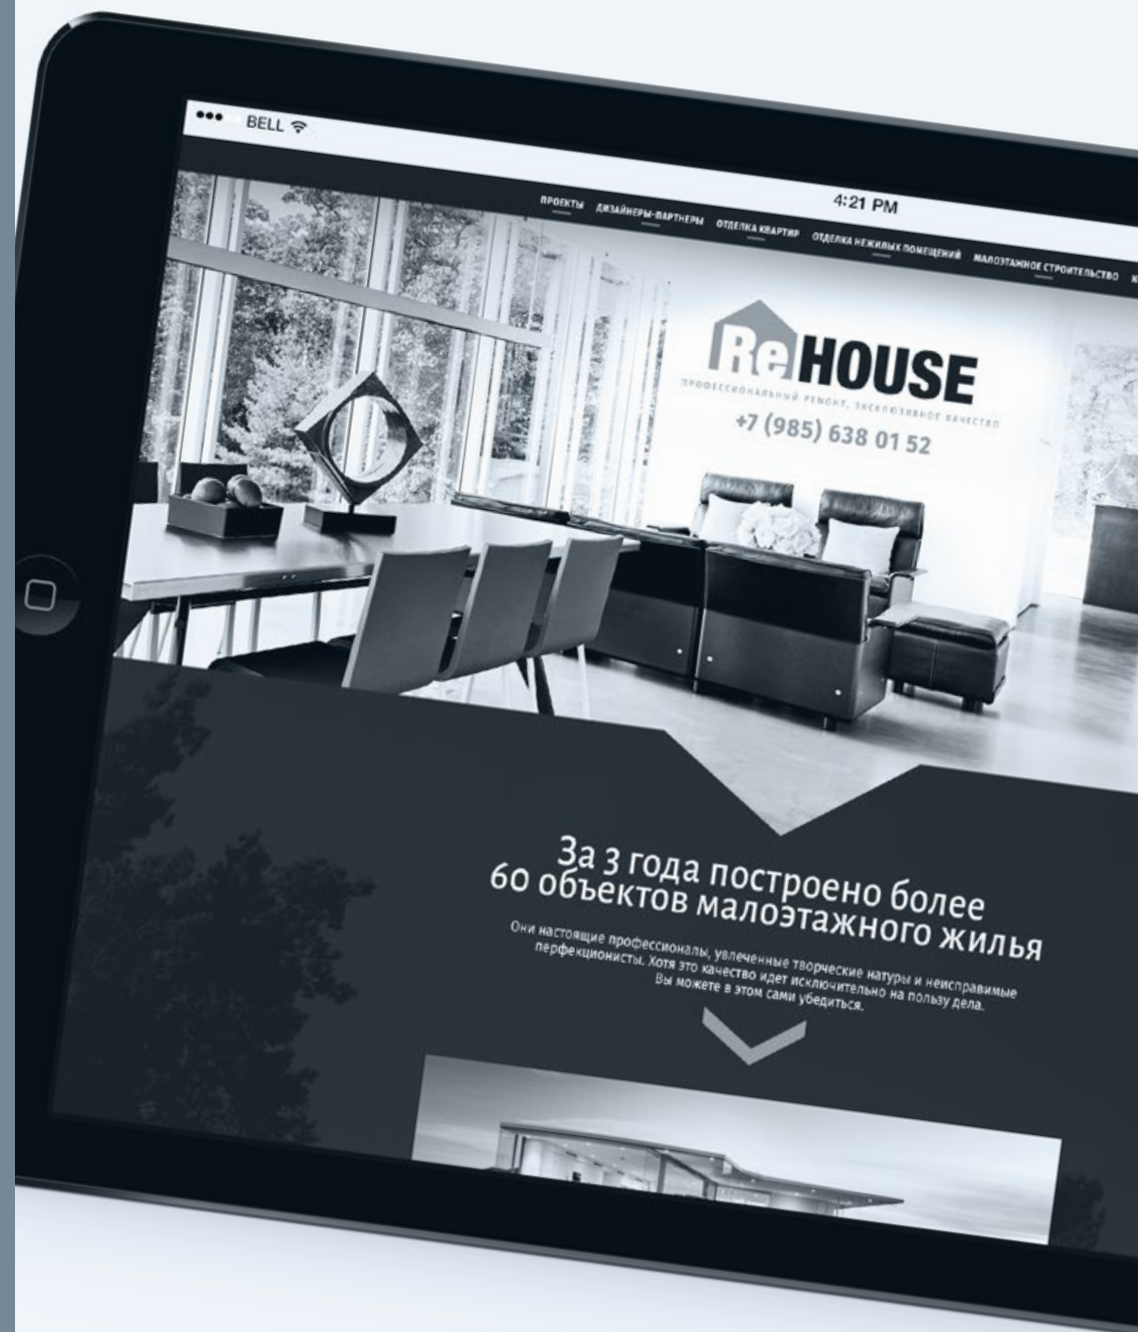 BELL
4:21 PM
ПРОЕКТЫ ДИЗАЙНЕРЫ-ПАРТНЕРЫ ОТДЕЛКА КВАРТИР ОТДЕЛКА НЕЖИЛЫХ ПОМЕЩЕНИЙ МАЛОЭТАЖНОЕ СТРОИТЕЛЬСТВО
ReHOUSE
ПРОФЕССИОНАЛЬНЫЙ РЕМОНТ, ЭКСКЛЮЗИВНОЕ КАЧЕСТВО
+7 (985) 638 01 52
За 3 года построено более
60 объектов малоэтажного жилья
Они настоящие профессионалы, увлеченные творческие натуры и неисправимые
перфекционисты. Хотя это качество идет исключительно на пользу дела.
Вы можете в этом сами убедиться.